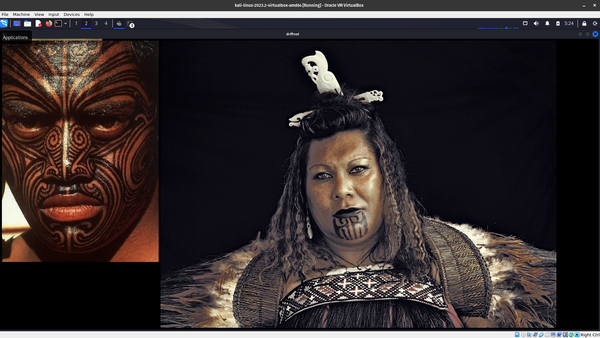 kali-linux-2023.2-virtualbox-amd64 [Running] - Oracle VM VirtualBox
File Machine View Input Devices Help
1 2 3 4
5:24
driftnet
Applications
Right Ctrl